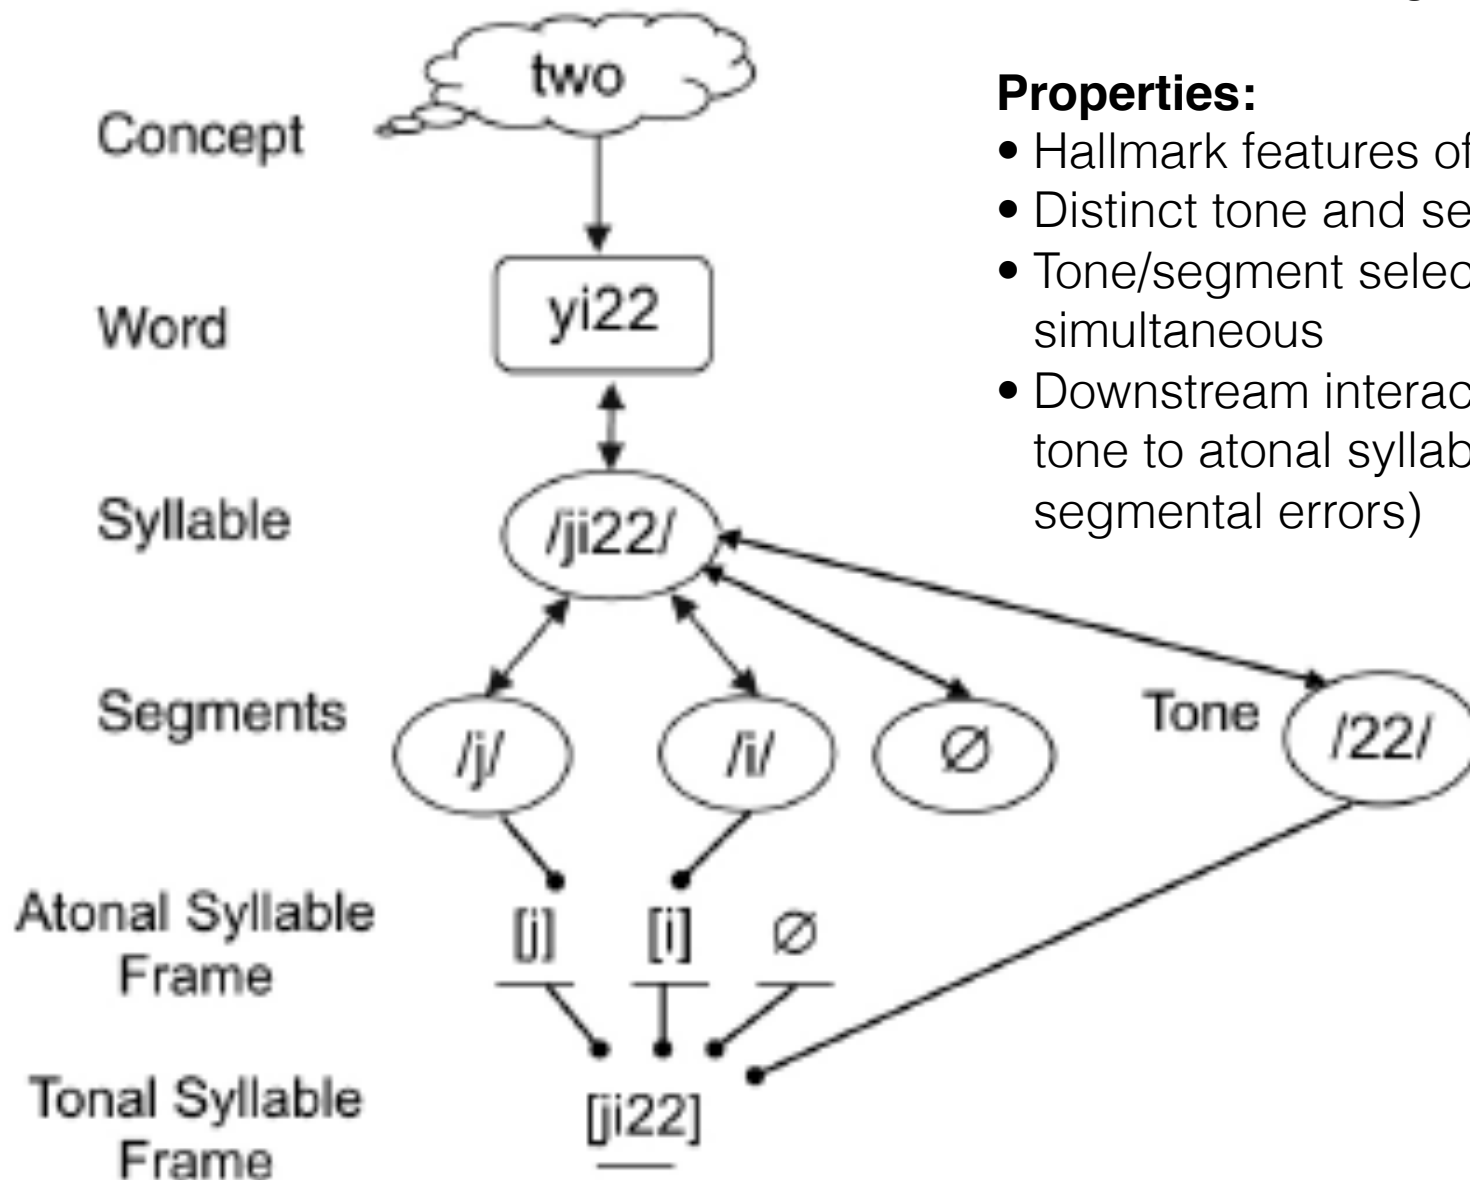 two
Concept
Properties:
• Hallmark features of
• Distinct tone and se
• Tone/segment selec
simultaneous
• Downstream interac
tone to atonal syllab
segmental errors)
Word
yi22
Syllable
/ji22/
Segments
/j/
/i/
∅
Tone
/22/
Atonal Syllable
Frame
[j]
[i]
∅
Tonal Syllable
Frame
[ji22]